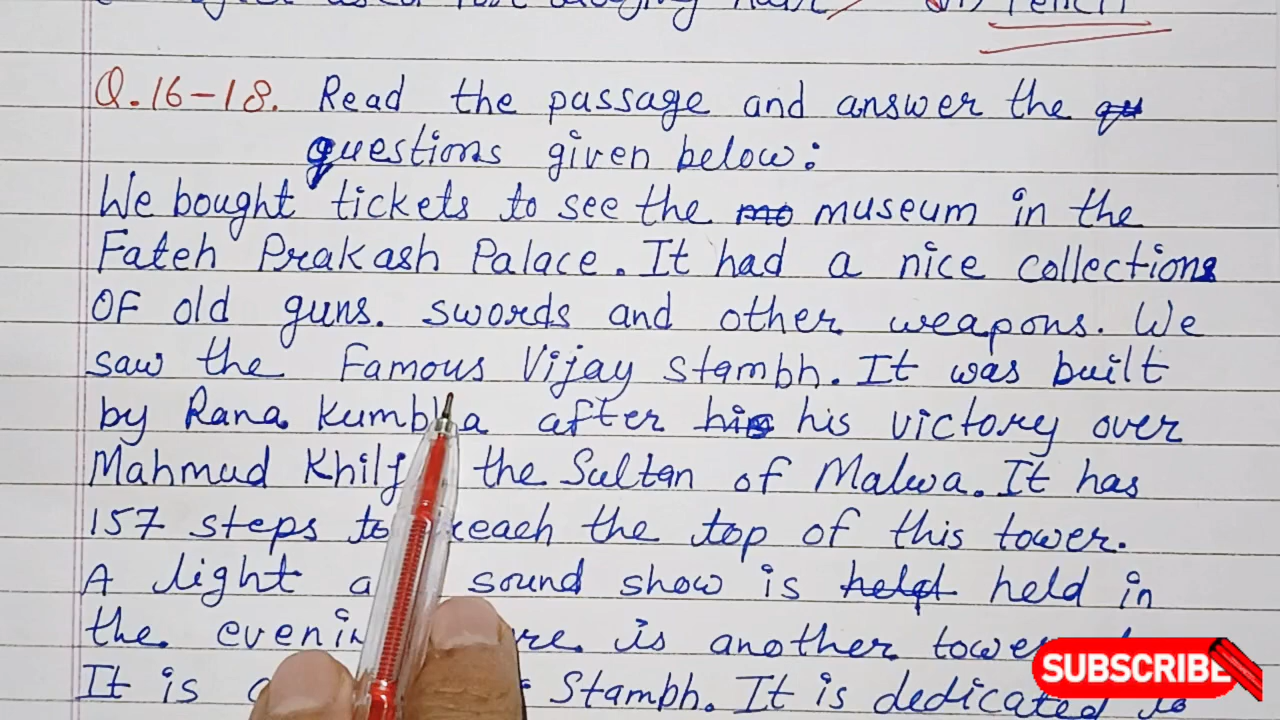 Pencil
Q.16-18. Read the passage and answer the
questions given below:
We bought tickets to see the museum in the
Fateh Prakash Palace. It had a nice collections
OF old guns. swords and other weapons. We
saw the Famous Vijay Stambh. It was built
by Rana Kumbha after his victory over
Mahmud Khilj the Sultan of Malwa. It has
157 steps to reach the top of this tower.
A light a sound show is held in
the evenin is another tower
It is Stambh. It is dedicated to
SUBSCRIBE